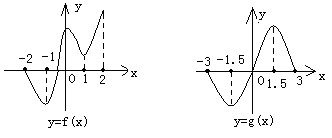 y
-2 -1 0 1 2 x
y=f(x)
y
-3 -1.5 0 1.5 3 x
y=g(x)